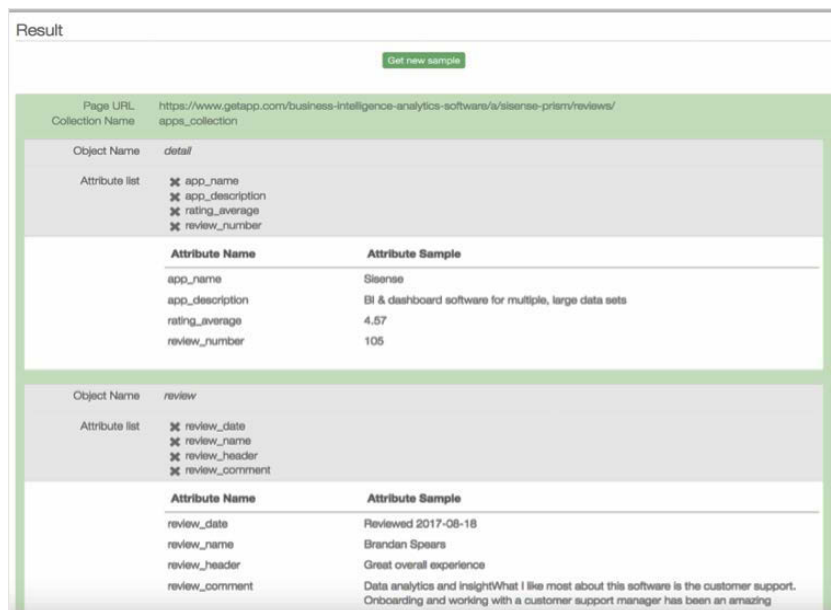 Result
Get new sample
Page URL https://www.getapp.com/business-intelligence-analytics-software/a/sisense-prism/reviews/
Collection Name apps_collection
Object Name detail
Attribute list ✖ app_name
✖ app_description
✖ rating_average
✖ review_number
Attribute Name Attribute Sample
app_name Sisense
app_description BI & dashboard software for multiple, large data sets
rating_average 4.57
review_number 105
Object Name review
Attribute list ✖ review_date
✖ review_name
✖ review_header
✖ review_comment
Attribute Name Attribute Sample
review_date Reviewed 2017-08-18
review_name Brandan Spears
review_header Great overall experience
review_comment Data analytics and insightWhat I like most about this software is the customer support.
Onboarding and working with a customer support manager has been an amazing